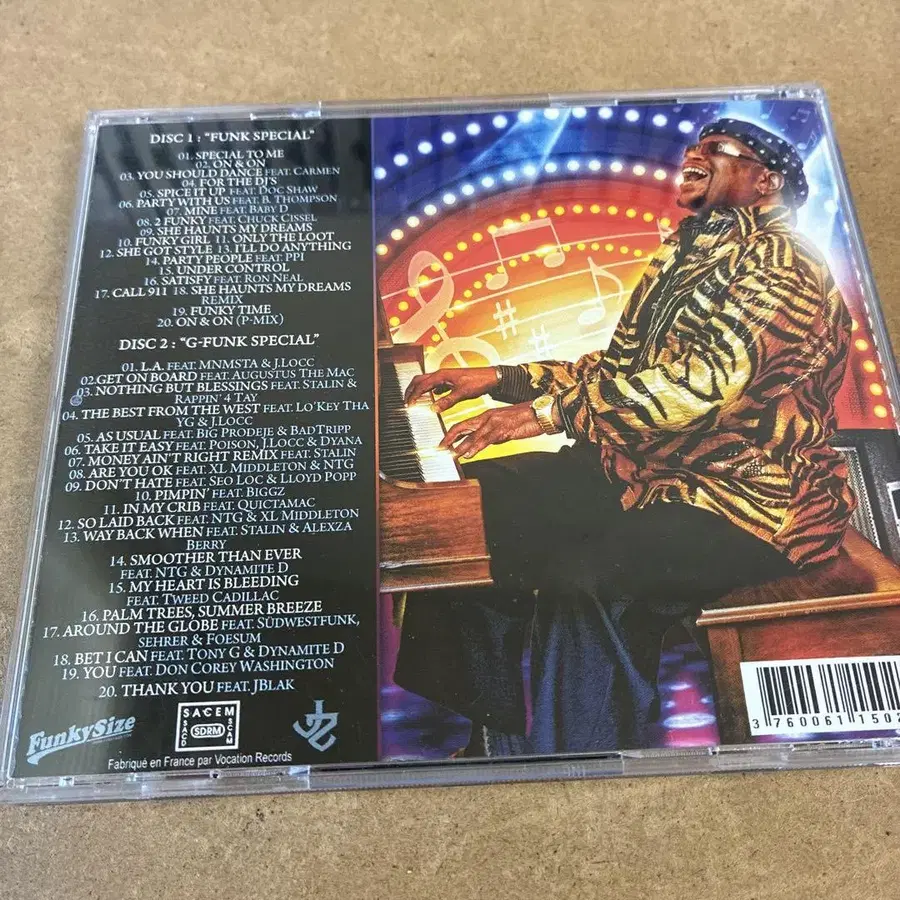 DISC 1 : "FUNK SPECIAL"
01. SPECIAL TO ME
02. ON & ON
03. YOU SHOULD DANCE FEAT. CARMEN
04. FOR THE DJ'S
05. SPICE IT UP FEAT. DOC SHAW
06. PARTY WITH US FEAT. B. THOMPSON
07. MINE FEAT. BABY D
08. 2 FUNKY FEAT. CHUCK CISSEL
09. SHE HAUNTS MY DREAMS
10. FUNKY GIRL 11. ONLY THE LOOT
12. SHE GOT STYLE 13. I'LL DO ANYTHING
14. PARTY PEOPLE FEAT. PPI
15. UNDER CONTROL
16. SATISFY FEAT. RON NEAL
17. CALL 911 18. SHE HAUNTS MY DREAMS
REMIX
19. FUNKY TIME
20. ON & ON (P-MIX)
DISC 2 : "G-FUNK SPECIAL"
01. L.A. FEAT. MNMSTA & J.LOCC
02.GET ON BOARD FEAT. AUGUSTUS THE MAC
03. NOTHING BUT BLESSINGS FEAT. STALIN &
RAPPIN' 4 TAY
04. THE BEST FROM THE WEST FEAT. LO'KEY THA
YG & J.LOCC
05. AS USUAL FEAT. BIG PRODEJE & BADTRIPP
06. TAKE IT EASY FEAT. POISON, J.LOCC & DYANA
07. MONEY AIN'T RIGHT REMIX FEAT. STALIN
08. ARE YOU OK FEAT. XL MIDDLETON & NTG
09. DON'T HATE FEAT. SEO LOC & LLOYD POPP
10. PIMPIN' FEAT. BIGGZ
11. IN MY CRIB FEAT. QUICTAMAC
12. SO LAID BACK FEAT. NTG & XL MIDDLETON
13. WAY BACK WHEN FEAT. STALIN & ALEXZA
BERRY
14. SMOOTHER THAN EVER
FEAT. NTG & DYNAMITE D
15. MY HEART IS BLEEDING
FEAT. TWEED CADILLAC
16. PALM TREES, SUMMER BREEZE
17. AROUND THE GLOBE FEAT. SÜDWESTFUNK,
SEHRER & FOESUM
18. BET I CAN FEAT. TONY G & DYNAMITE D
19. YOU FEAT. DON COREY WASHINGTON
20. THANK YOU FEAT. JBLAK
FunkySize
SACEM
SACD
SDRM
SCAM
Fabriqué en France par Vocation Records
3 760061 1502